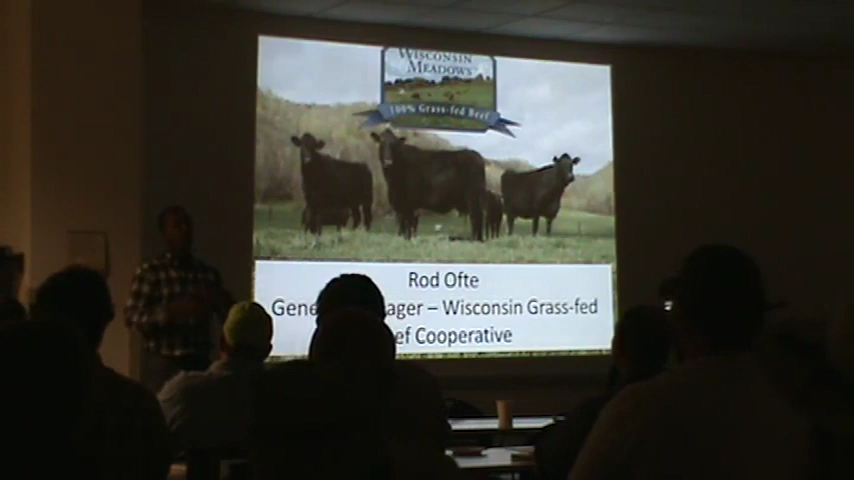 WISCONSIN
MEADOWS
100% Grass-fed Beef
Rod Ofte
Gene ager – Wisconsin Grass-fed
ef Cooperative